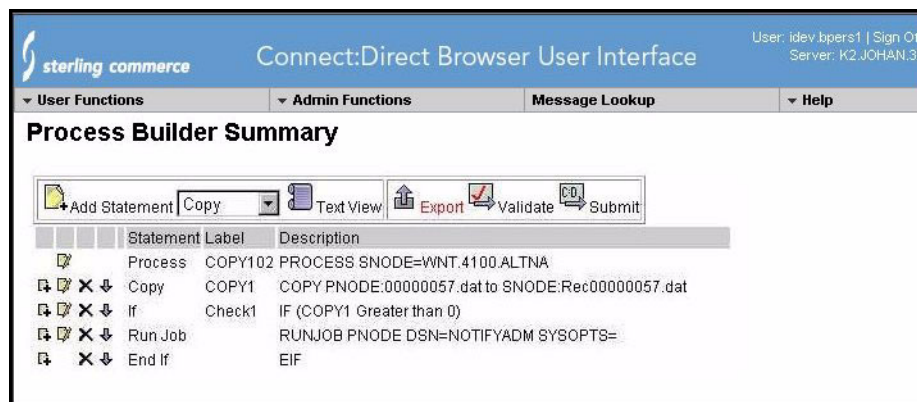 User: idev.bpers1 | Sign
sterling commerce
Connect:Direct Browser User Interface
Server: K2.JOHAN.3
User Functions Admin Functions Message Lookup Help
Process Builder Summary
Add Statement Copy Text View Export C:D Validate Submit
Statement Label Description
Process COPY102 PROCESS SNODE=WNT.4100.ALTNA
Copy COPY1 COPY PNODE:00000057.dat to SNODE:Rec00000057.dat
If Check1 IF (COPY1 Greater than 0)
Run Job RUNJOB PNODE DSN=NOTIFYADM SYSOPTS=
End If EIF